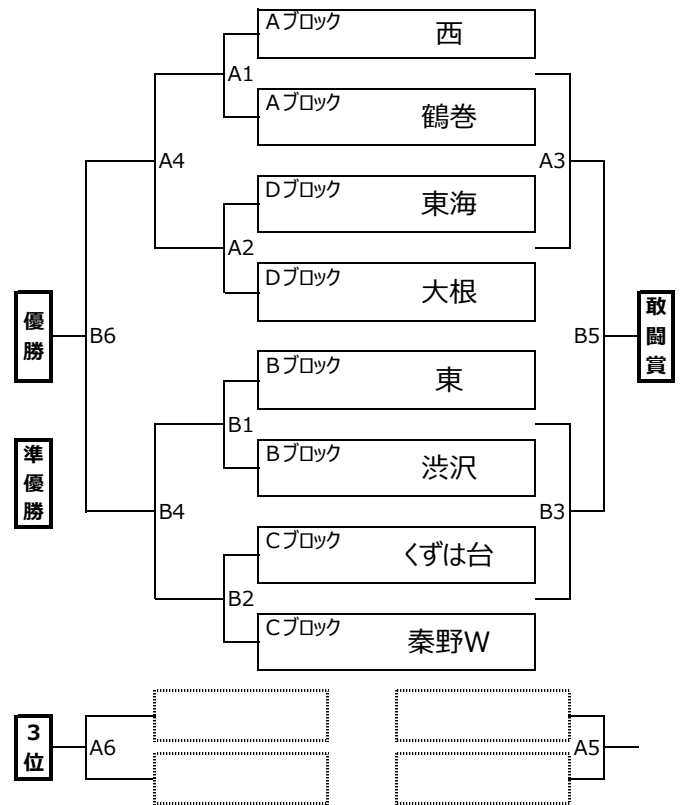 Aブロック 西
A1
Aブロック 鶴巻
A4
A3
Dブロック 東海
A2
Dブロック 大根
優勝
B6
B5
敢闘賞
Bブロック 東
B1
Bブロック 渋沢
準優勝
B4
B3
Cブロック くずは台
B2
Cブロック 秦野W
3位
A6
A5